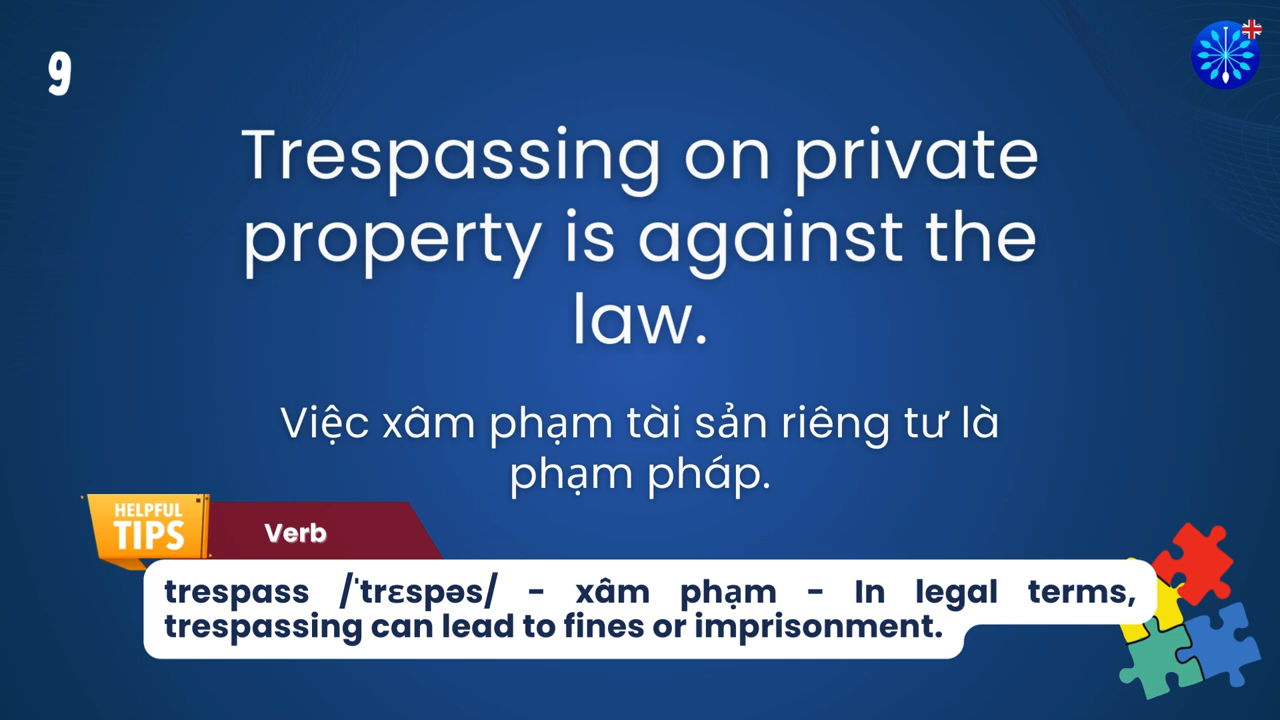 9
Trespassing on private
property is against the
law.
Việc xâm phạm tài sản riêng tư là
phạm pháp.
HELPFUL
TIPS
Verb
trespass /ˈtrɛspəs/ - xâm phạm - In legal terms,
trespassing can lead to fines or imprisonment.